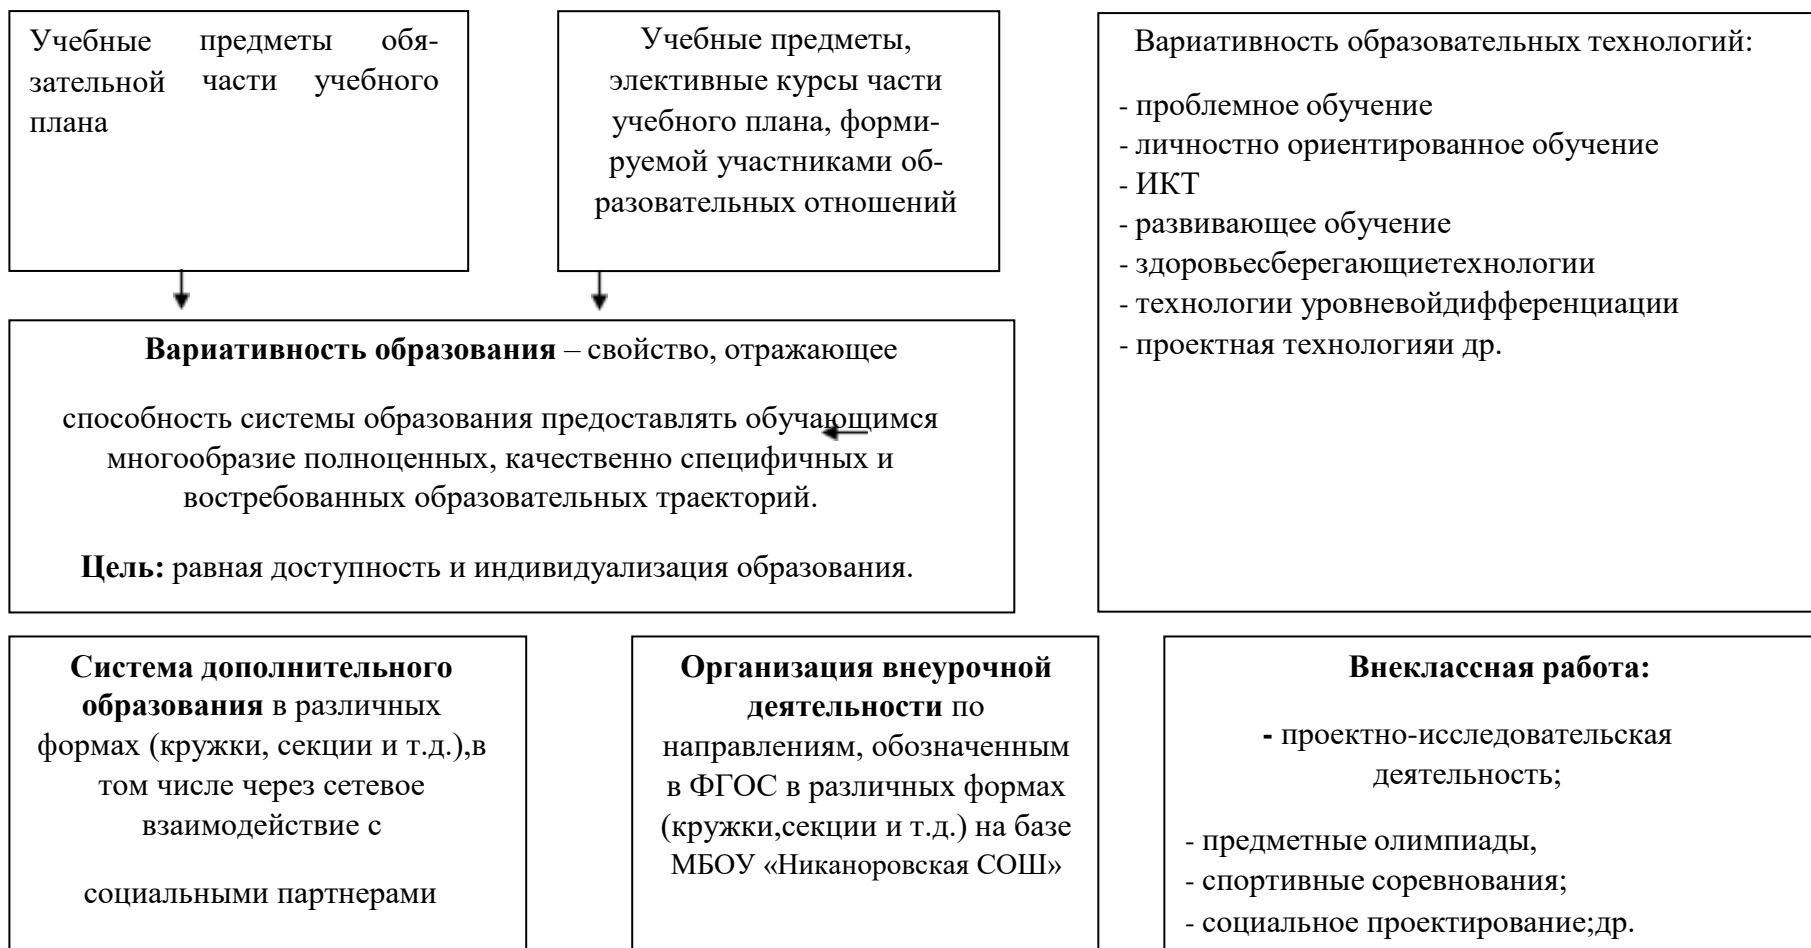 Учебные предметы обя-
зательной части учебного
плана
Учебные предметы,
элективные курсы части
учебного плана, форми-
руемой участниками об-
разовательных отношений
Вариативность образовательных технологий:
- проблемное обучение
- личностно ориентированное обучение
- ИКТ
- развивающее обучение
- здоровьесберегающиетехнологии
- технологии уровневойдифференциации
- проектная технологияи др.
Вариативность образования – свойство, отражающее
способность системы образования предоставлять обучающимся
многообразие полноценных, качественно специфичных и
востребованных образовательных траекторий.
Цель: равная доступность и индивидуализация образования.
Система дополнительного
образования в различных
формах (кружки, секции и т.д.),в
том числе через сетевое
взаимодействие с
социальными партнерами
Организация внеурочной
деятельности по
направлениям, обозначенным
в ФГОС в различных формах
(кружки,секции и т.д.) на базе
МБОУ «Никаноровская СОШ»
Внеклассная работа:
- проектно-исследовательская
деятельность;
- предметные олимпиады,
- спортивные соревнования;
- социальное проектирование;др.